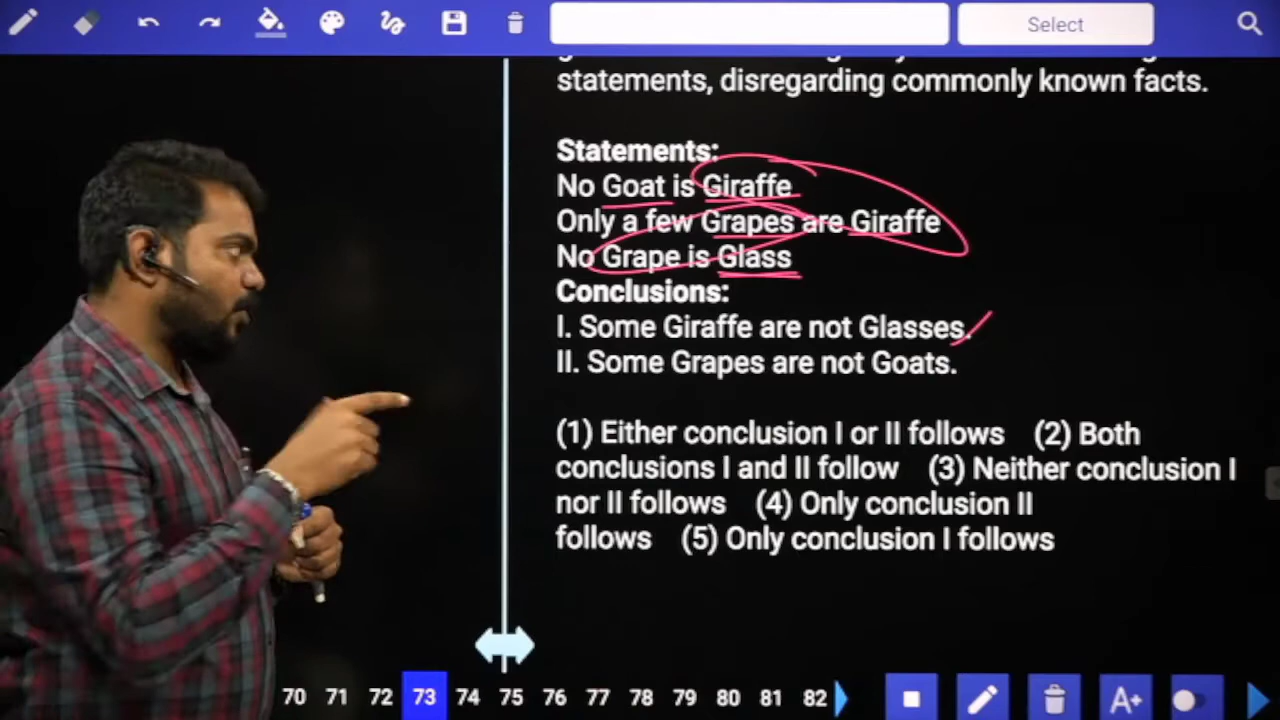 Select
statements, disregarding commonly known facts.
Statements:
No Goat is Giraffe
Only a few Grapes are Giraffe
No Grape is Glass
Conclusions:
I. Some Giraffe are not Glasses.
II. Some Grapes are not Goats.
(1) Either conclusion I or II follows (2) Both
conclusions I and II follow (3) Neither conclusion I
nor II follows (4) Only conclusion II
follows (5) Only conclusion I follows
70 71 72 73 74 75 76 77 78 79 80 81 82
A+